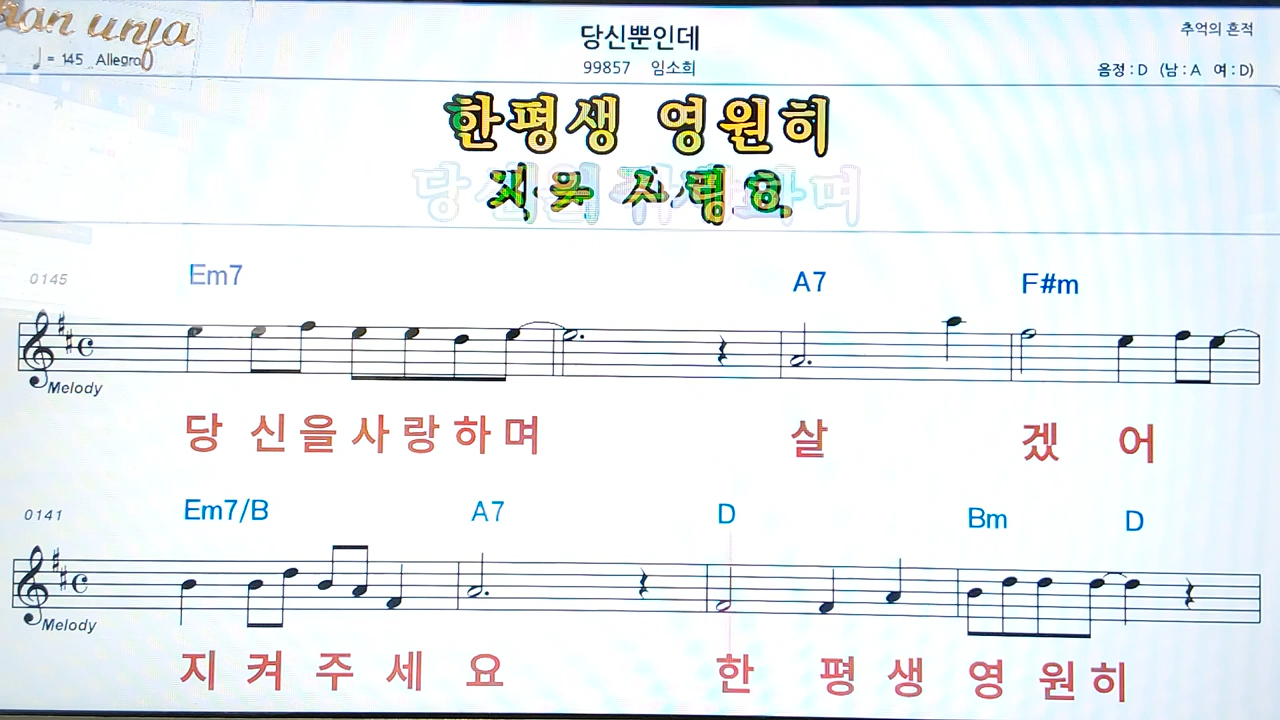 당신뿐인데
추억의 흔적
♩ = 145 Allegro
99857 임소희
음정 : D (남 : A 여 : D)
한평생 영원히
0145 Em7 A7 F#m
Melody
당 신 을 사 랑 하 며 살 겠 어
0141 Em7/B A7 D Bm D
Melody
지 켜 주 세 요 한 평 생 영 원 히